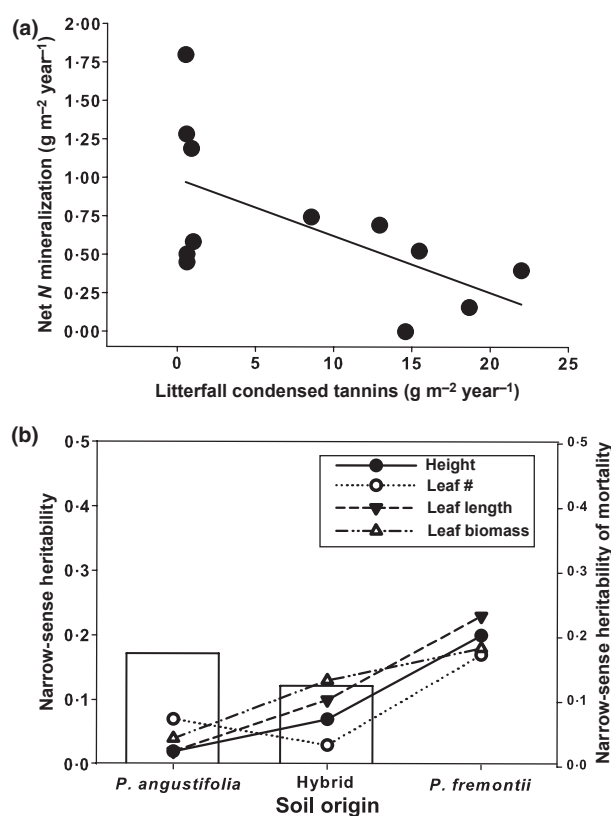 (a)
Net N mineralization (g m⁻² year⁻¹)
2·00
1·75
1·50
1·25
1·00
0·75
0·50
0·25
0·00
0 5 10 15 20 25
Litterfall condensed tannins (g m⁻² year⁻¹)
(b)
Narrow-sense heritability
0·5
0·4
0·3
0·2
0·1
0·0
Height
Leaf #
Leaf length
Leaf biomass
0·5
0·4
0·3
0·2
0·1
0·0
Narrow-sense heritability of mortality
P. angustifolia Hybrid P. fremontii
Soil origin